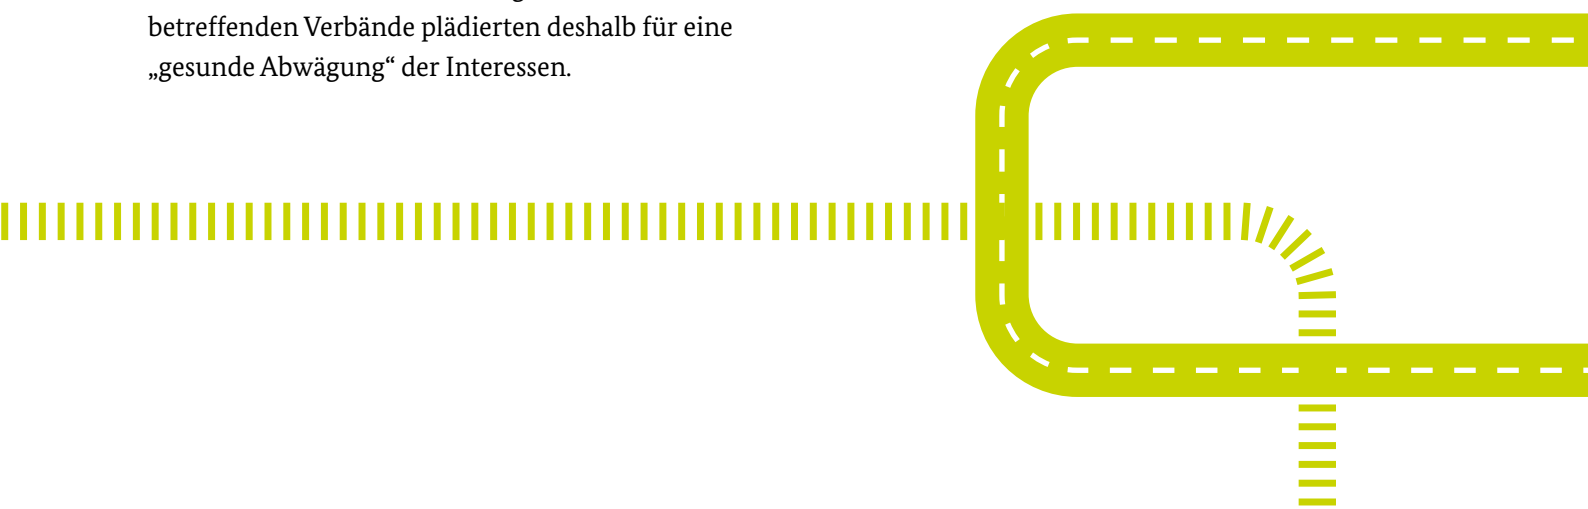 betreffenden Verbände plädierten deshalb für eine
„gesunde Abwägung“ der Interessen.